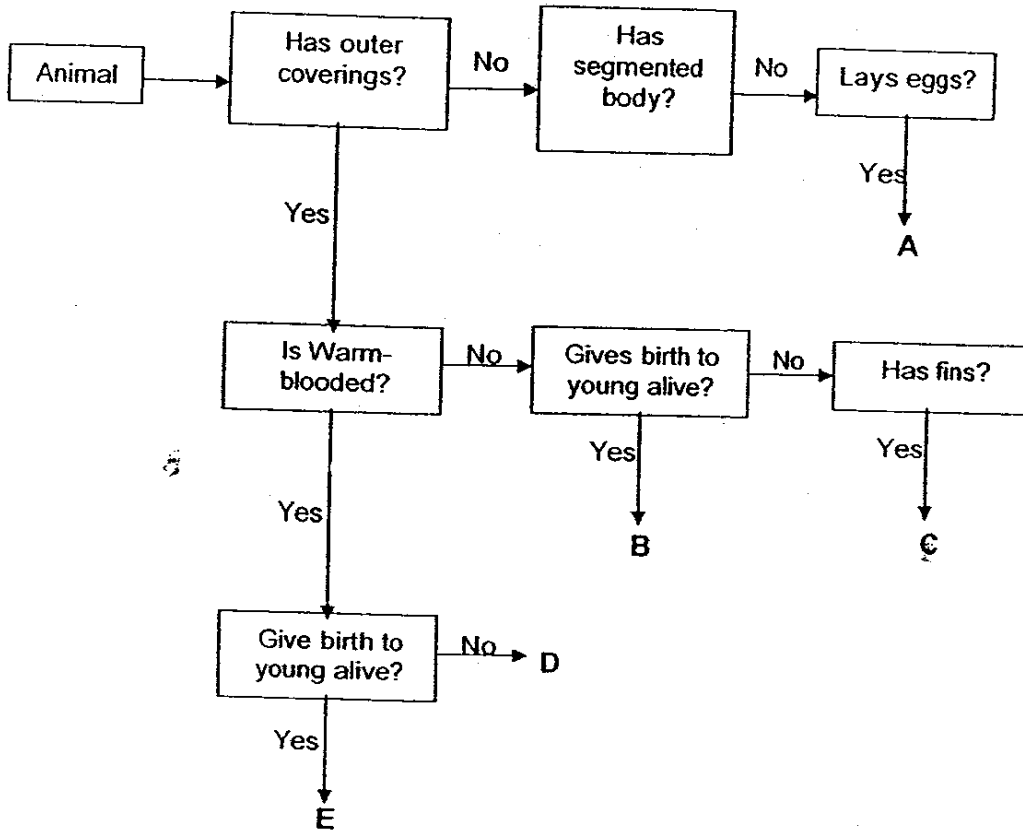 Animal
Has outer
coverings?
No
Has
segmented
body?
No
Lays eggs?
Yes
A
Yes
Is Warm-
blooded?
No
Gives birth to
young alive?
No
Has fins?
Yes
B
Yes
C
Yes
Give birth to
young alive?
No
D
Yes
E